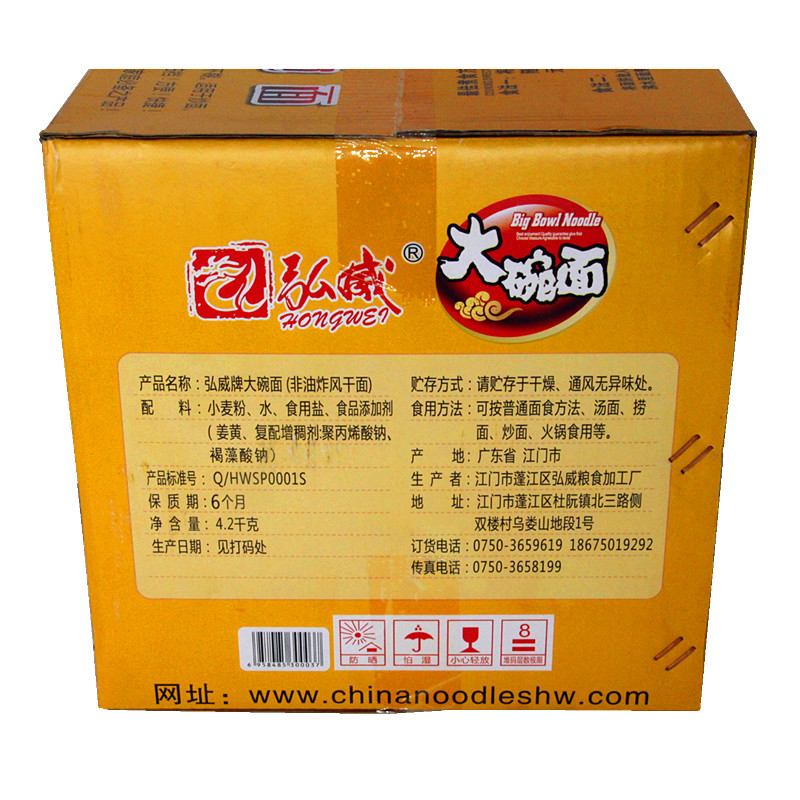 Big Bowl Noodle
大碗面
弘威®
HONGWEI
产品名称：弘威牌大碗面(非油炸风干面)
配 料：小麦粉、水、食用盐、食品添加剂
(姜黄、复配增稠剂:聚丙烯酸钠、
褐藻酸钠)
产品标准号：Q/HWSP0001S
保 质 期：6个月
净 含 量：4.2千克
生产日期：见打码处
贮存方式：请贮存于干燥、通风无异味处。
食用方法：可按普通面食方法、汤面、捞
面、炒面、火锅食用等。
产 地：广东省 江门市
生 产 者：江门市蓬江区弘威粮食加工厂
地 址：江门市蓬江区杜阮镇北三路侧
双楼村乌娄山地段1号
订货电话：0750-3659619 18675019292
传真电话：0750-3658199
6 958485 300037
防 晒
怕 湿
小心轻放
8
堆码层数极限
网址：www.chinanoodleshw.com